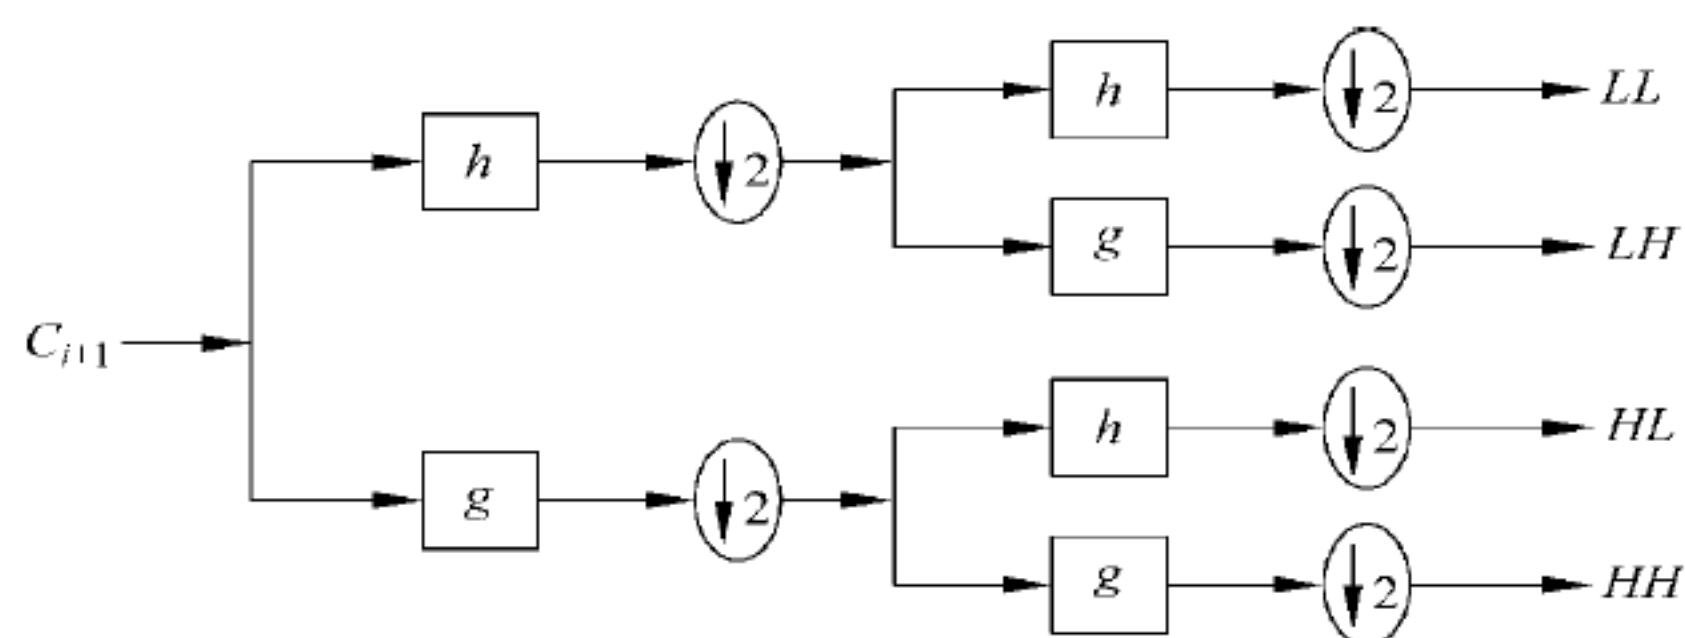 h ↓2 LL
h ↓2
g ↓2 LH
C_{i+1}
h ↓2 HL
g ↓2
g ↓2 HH